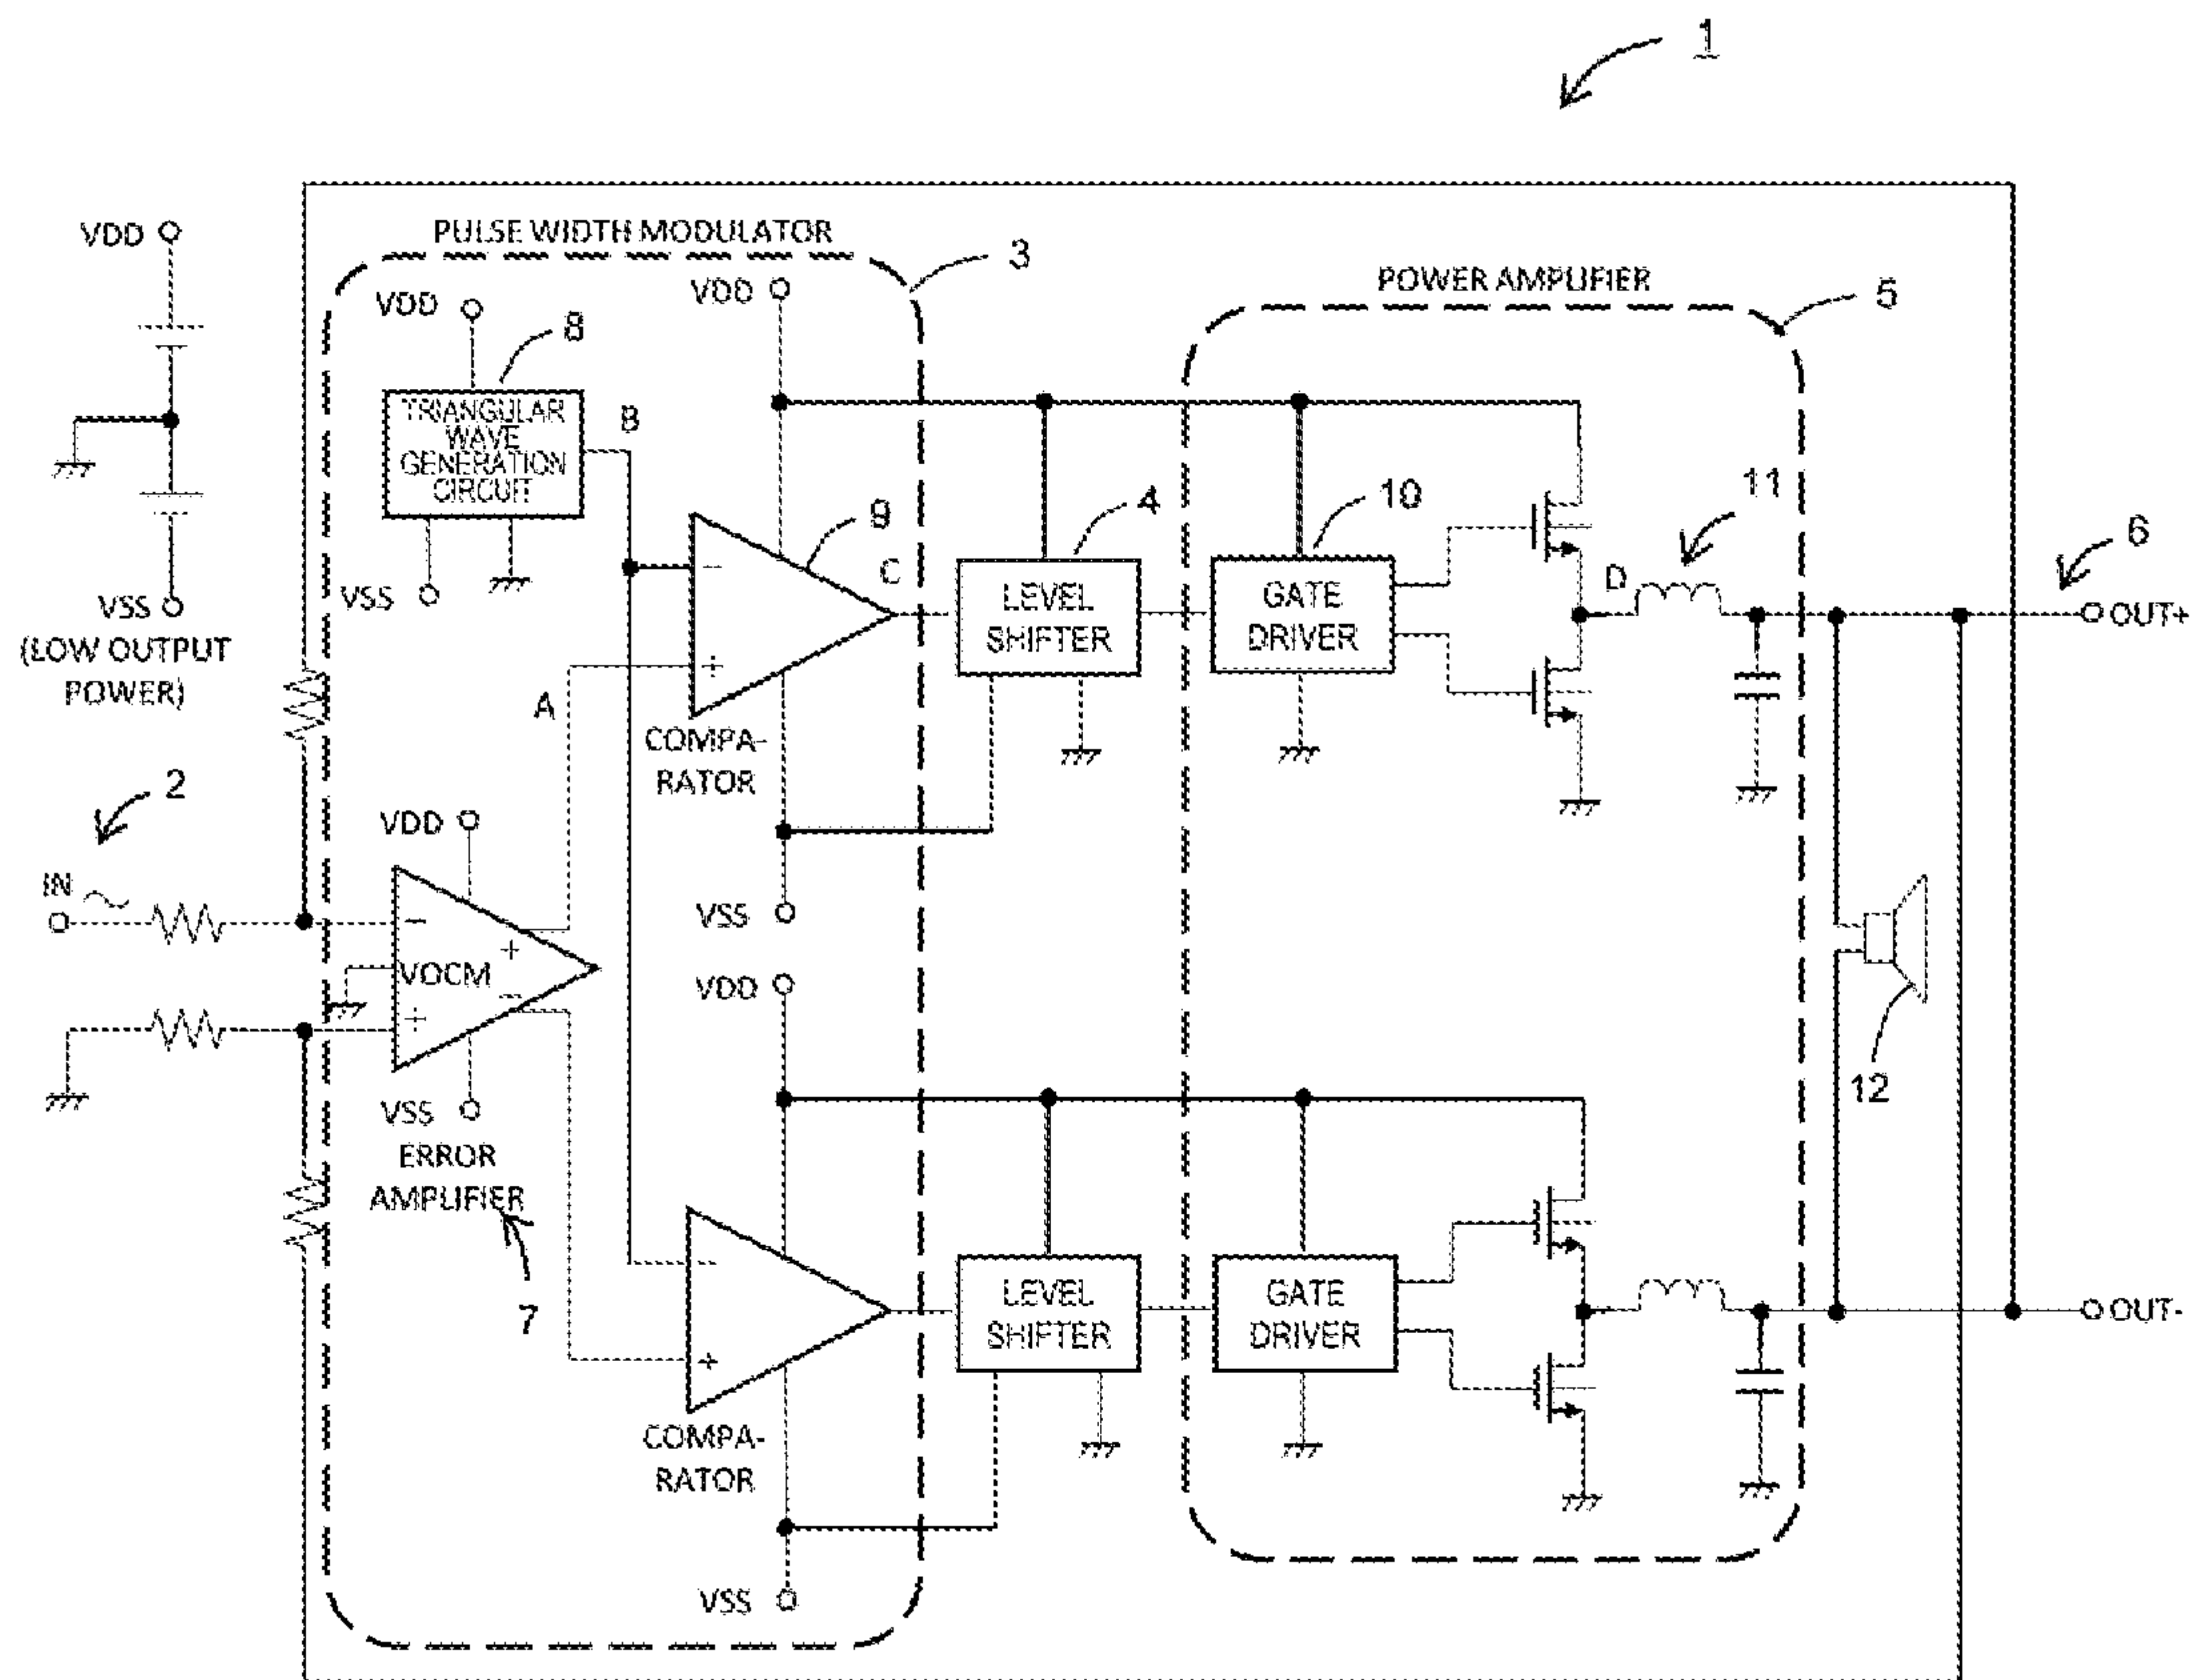 1
VDD
VSS
(LOW OUTPUT
POWER)
PULSE WIDTH MODULATOR
3
VDD
8
TRIANGULAR
WAVE
GENERATION
CIRCUIT
VSS
B
VDD
−
+
9
C
A
COMPA-
RATOR
VSS
4
LEVEL
SHIFTER
POWER AMPLIFIER
5
10
GATE
DRIVER
D
11
6
OUT+
2
IN
VDD
−
+
VOCM
−
+
VSS
ERROR
AMPLIFIER
7
VDD
−
+
COMPA-
RATOR
VSS
LEVEL
SHIFTER
GATE
DRIVER
12
OUT-